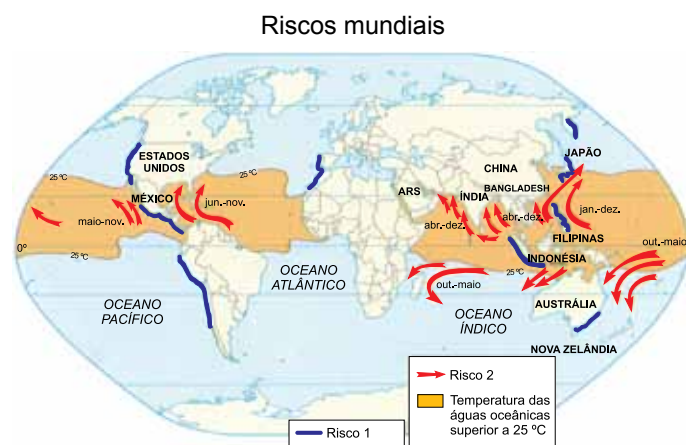 Riscos mundiais
25 ºC
ESTADOS
UNIDOS
25 ºC
MÉXICO
jun.-nov.
maio-nov.
0º
25 ºC
CHINA
JAPÃO
ARS
ÍNDIA
BANGLADESH
abr.-dez.
abr.-dez.
jan.-dez.
FILIPINAS
out.-maio
INDONÉSIA
25 ºC
OCEANO
ATLÂNTICO
OCEANO
PACÍFICO
out.-maio
OCEANO
ÍNDICO
AUSTRÁLIA
NOVA ZELÂNDIA
Risco 2
Temperatura das
águas oceânicas
superior a 25 ºC
Risco 1